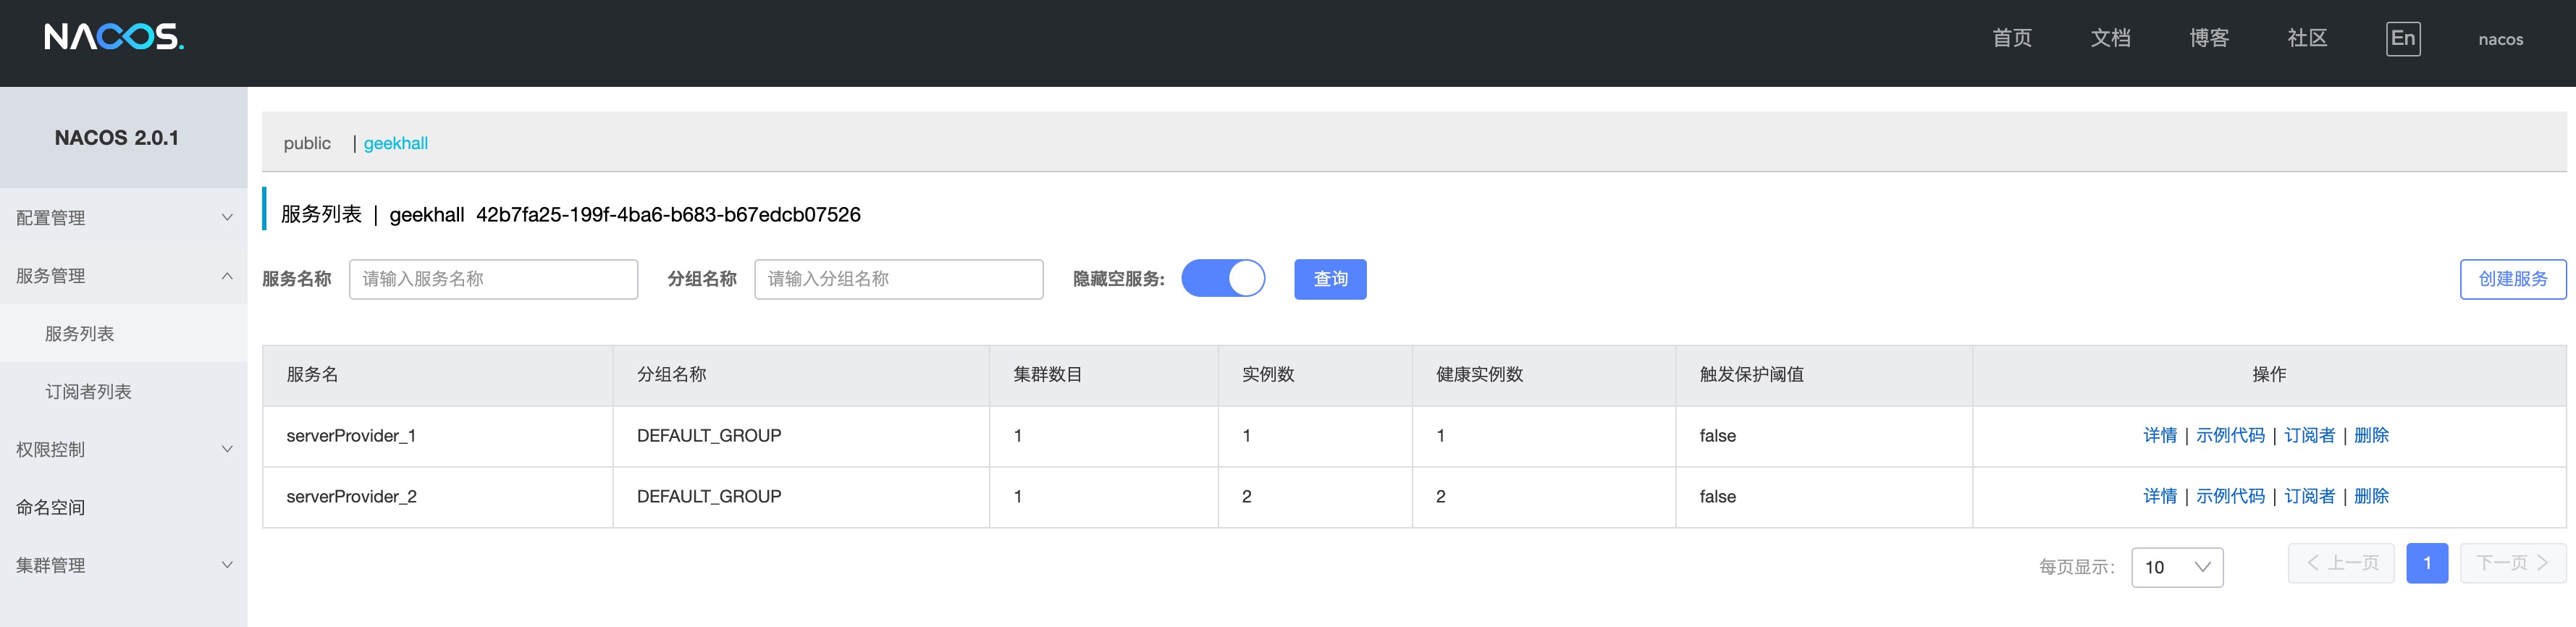 NACOS. 首页 文档 博客 社区 En nacos
NACOS 2.0.1
配置管理
服务管理
服务列表
订阅者列表
权限控制
命名空间
集群管理
public | geekhall
服务列表 | geekhall 42b7fa25-199f-4ba6-b683-b67edcb07526
服务名称 请输入服务名称 分组名称 请输入分组名称 隐藏空服务: 查询 创建服务
服务名 分组名称 集群数目 实例数 健康实例数 触发保护阈值 操作
serverProvider_1 DEFAULT_GROUP 1 1 1 false 详情 | 示例代码 | 订阅者 | 删除
serverProvider_2 DEFAULT_GROUP 1 2 2 false 详情 | 示例代码 | 订阅者 | 删除
每页显示: 10 上一页 1 下一页